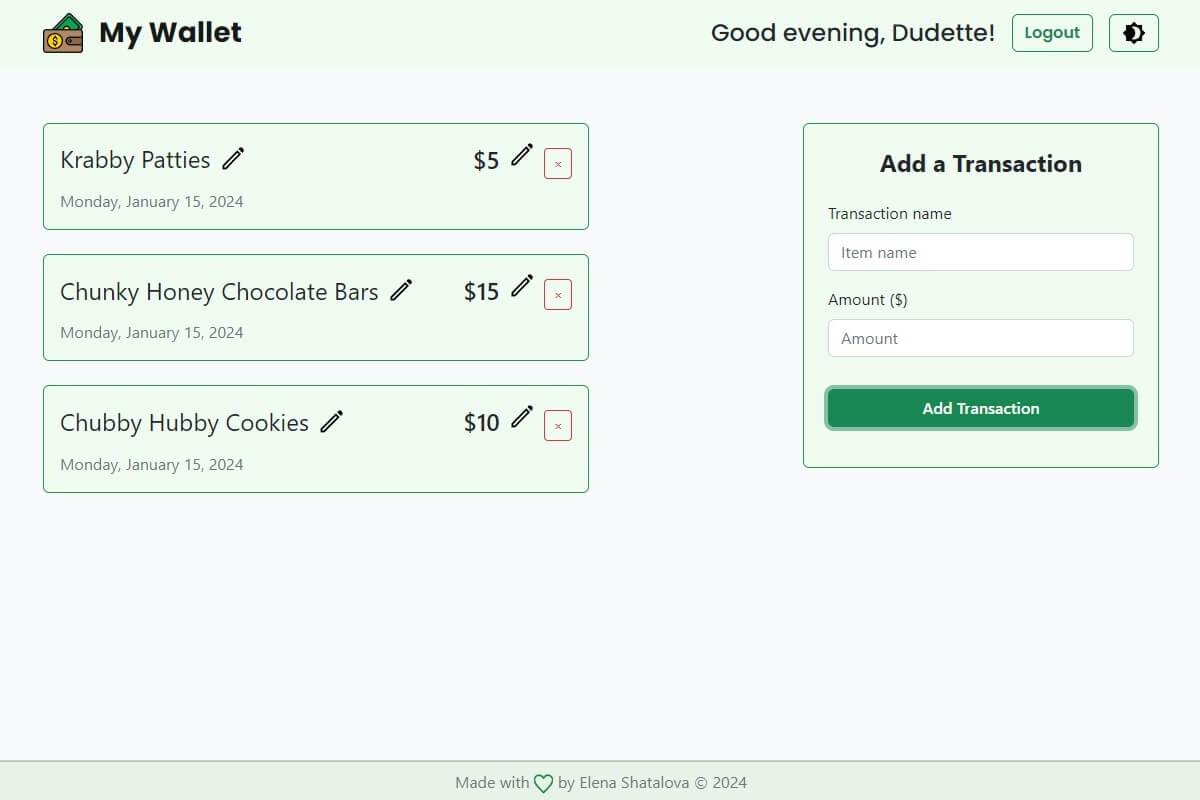 My Wallet
Good evening, Dudette!
Logout
Krabby Patties
$5
×
Monday, January 15, 2024
Chunky Honey Chocolate Bars
$15
×
Monday, January 15, 2024
Chubby Hubby Cookies
$10
×
Monday, January 15, 2024
Add a Transaction
Transaction name
Item name
Amount ($)
Amount
Add Transaction
Made with by Elena Shatalova © 2024